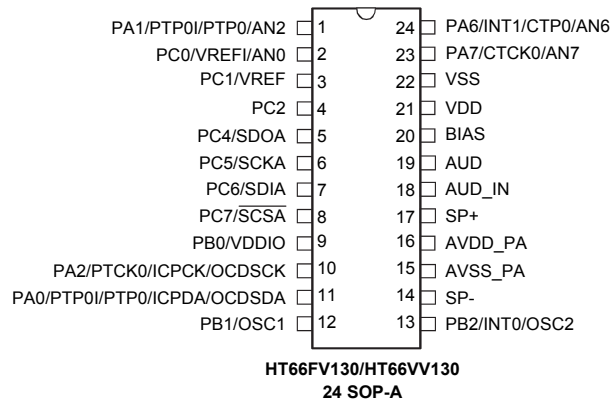 PA1/PTP0I/PTP0/AN2 1 24 PA6/INT1/CTP0/AN6
PC0/VREFI/AN0 2 23 PA7/CTCK0/AN7
PC1/VREF 3 22 VSS
PC2 4 21 VDD
PC4/SDOA 5 20 BIAS
PC5/SCKA 6 19 AUD
PC6/SDIA 7 18 AUD_IN
PC7/SCSA 8 17 SP+
PB0/VDDIO 9 16 AVDD_PA
PA2/PTCK0/ICPCK/OCDSCK 10 15 AVSS_PA
PA0/PTP0I/PTP0/ICPDA/OCDSDA 11 14 SP-
PB1/OSC1 12 13 PB2/INT0/OSC2
HT66FV130/HT66VV130
24 SOP-A